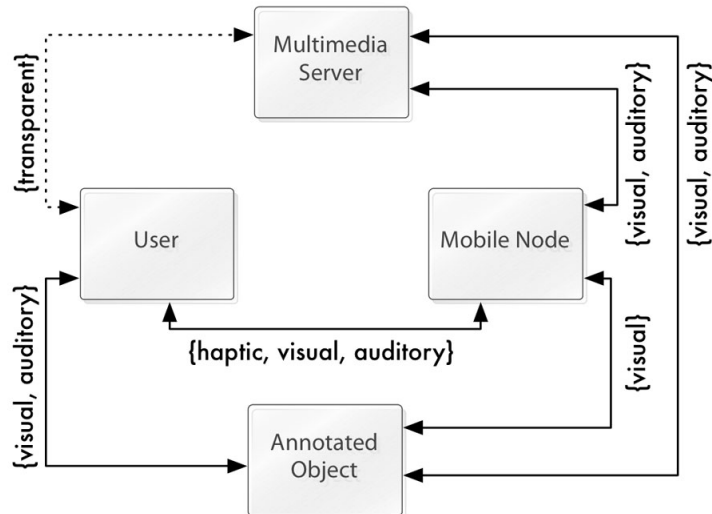 Multimedia
Server
{transparent}
{visual, auditory}
{visual, auditory}
User
Mobile Node
{haptic, visual, auditory}
{visual}
{visual, auditory}
Annotated
Object